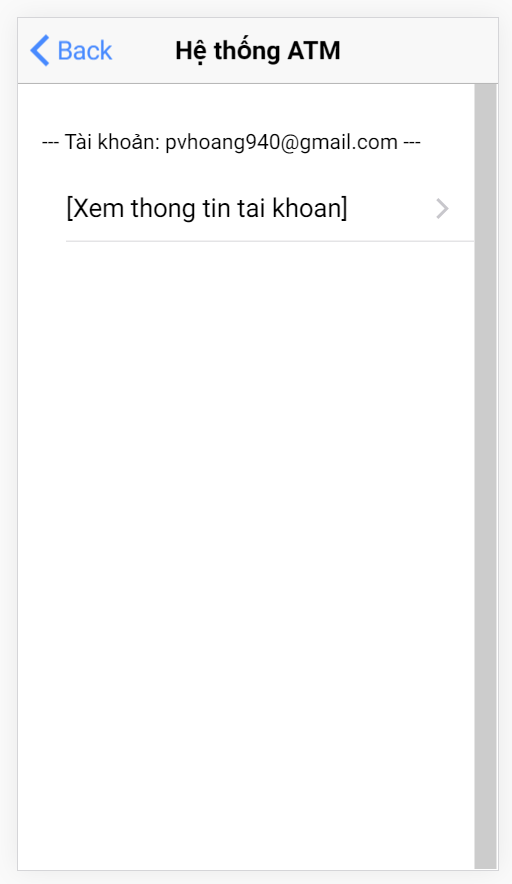 Back
Hệ thống ATM
--- Tài khoản: pvhoang940@gmail.com ---
[Xem thong tin tai khoan]